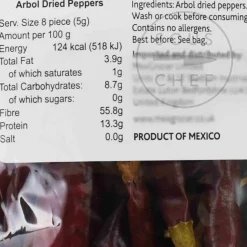 Arbol Dried Peppers
Serv. Size 8 piece (5g)
Amount per 100 g
Energy 124 kcal (518 kJ)
Total Fat 3.9g
of which saturates 1g
Total Carbohydrates: 8.7g
of which sugars: 0g
Fibre 55.8g
Protein 13.3g
Salt 0.0g
Ingredients: Arbol dried peppers.
Wash or cook before consuming
Contains no allergens.
Best before: See bag.
CHEF
PRODUCT OF MEXICO